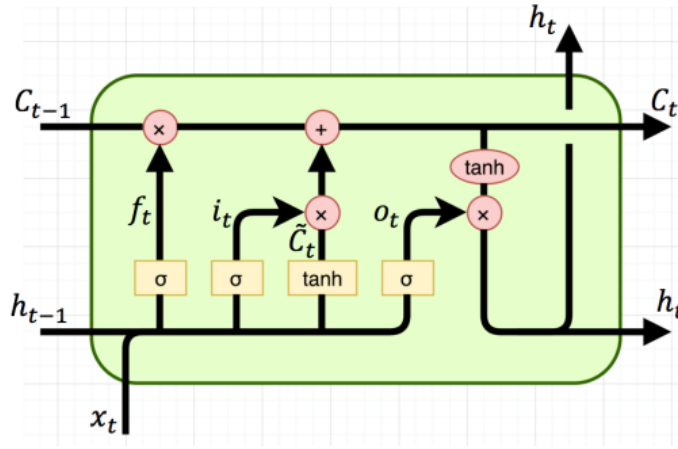 h_t
C_{t-1}
C_t
×
+
tanh
f_t
i_t
×
o_t
×
C̃_t
σ
σ
tanh
σ
h_{t-1}
h_t
x_t